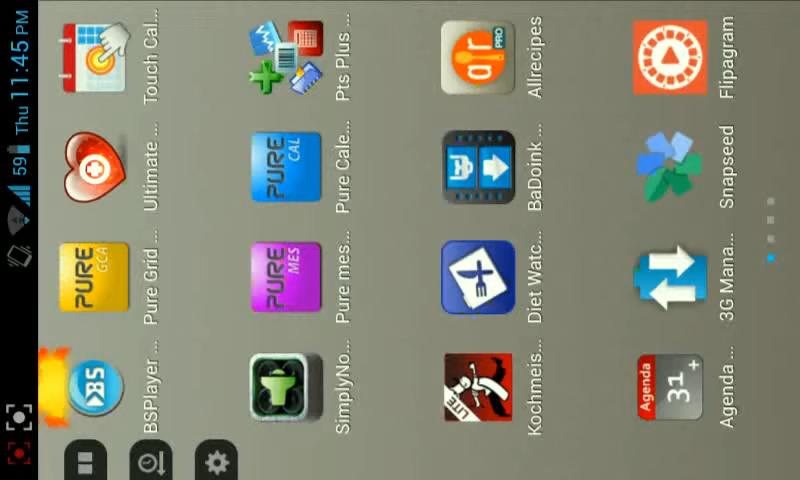 59 Thu 11:45 PM
BS
PURE
GCA
BSPlayer ...
Pure Grid ...
Ultimate ...
Touch Cal...
PURE
MES
PURE
CAL
SimplyNo...
Pure mes...
Pure Cale...
Pts Plus ...
LITE
ar
PRO
Kochmeis...
Diet Watc...
BaDoink ...
Allrecipes
Agenda
31+
Agenda ...
3G Mana...
Snapseed
Flipagram